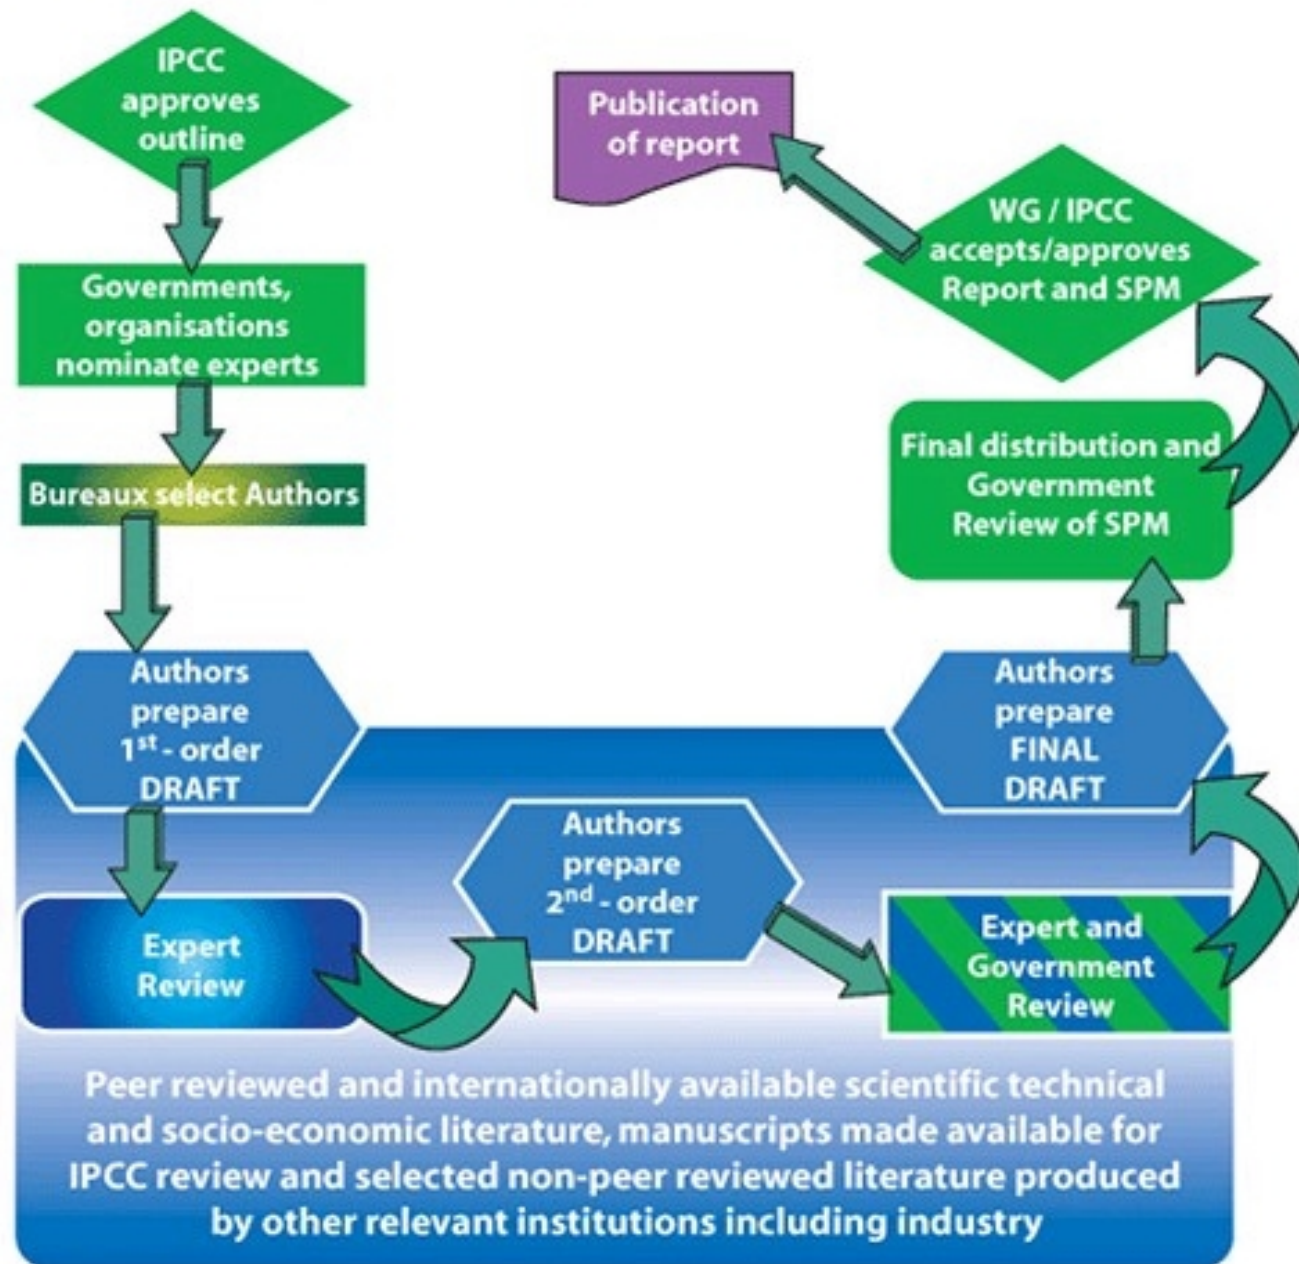 IPCC
approves
outline
Governments,
organisations
nominate experts
Bureaux select Authors
Authors
prepare
1st - order
DRAFT
Expert
Review
Authors
prepare
2nd - order
DRAFT
Expert and
Government
Review
Authors
prepare
FINAL
DRAFT
Final distribution and
Government
Review of SPM
WG / IPCC
accepts/approves
Report and SPM
Publication
of report
Peer reviewed and internationally available scientific technical
and socio-economic literature, manuscripts made available for
IPCC review and selected non-peer reviewed literature produced
by other relevant institutions including industry